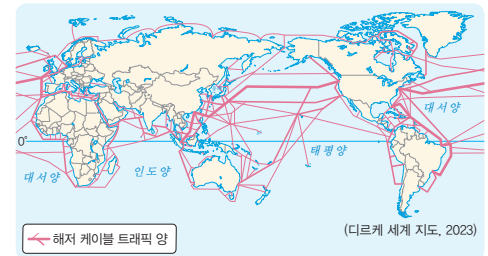 대서양
0˚
태평양
대서양
인도양
해저 케이블 트래픽 양
(디르케 세계 지도, 2023)